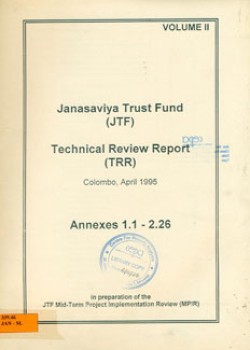 VOLUME II
Janasaviya Trust Fund
(JTF)
Technical Review Report
(TRR)
Colombo, April 1995
Annexes 1.1 - 2.26
in preparation of the
JTF Mid-Term Project Implementation Review (MPIR)